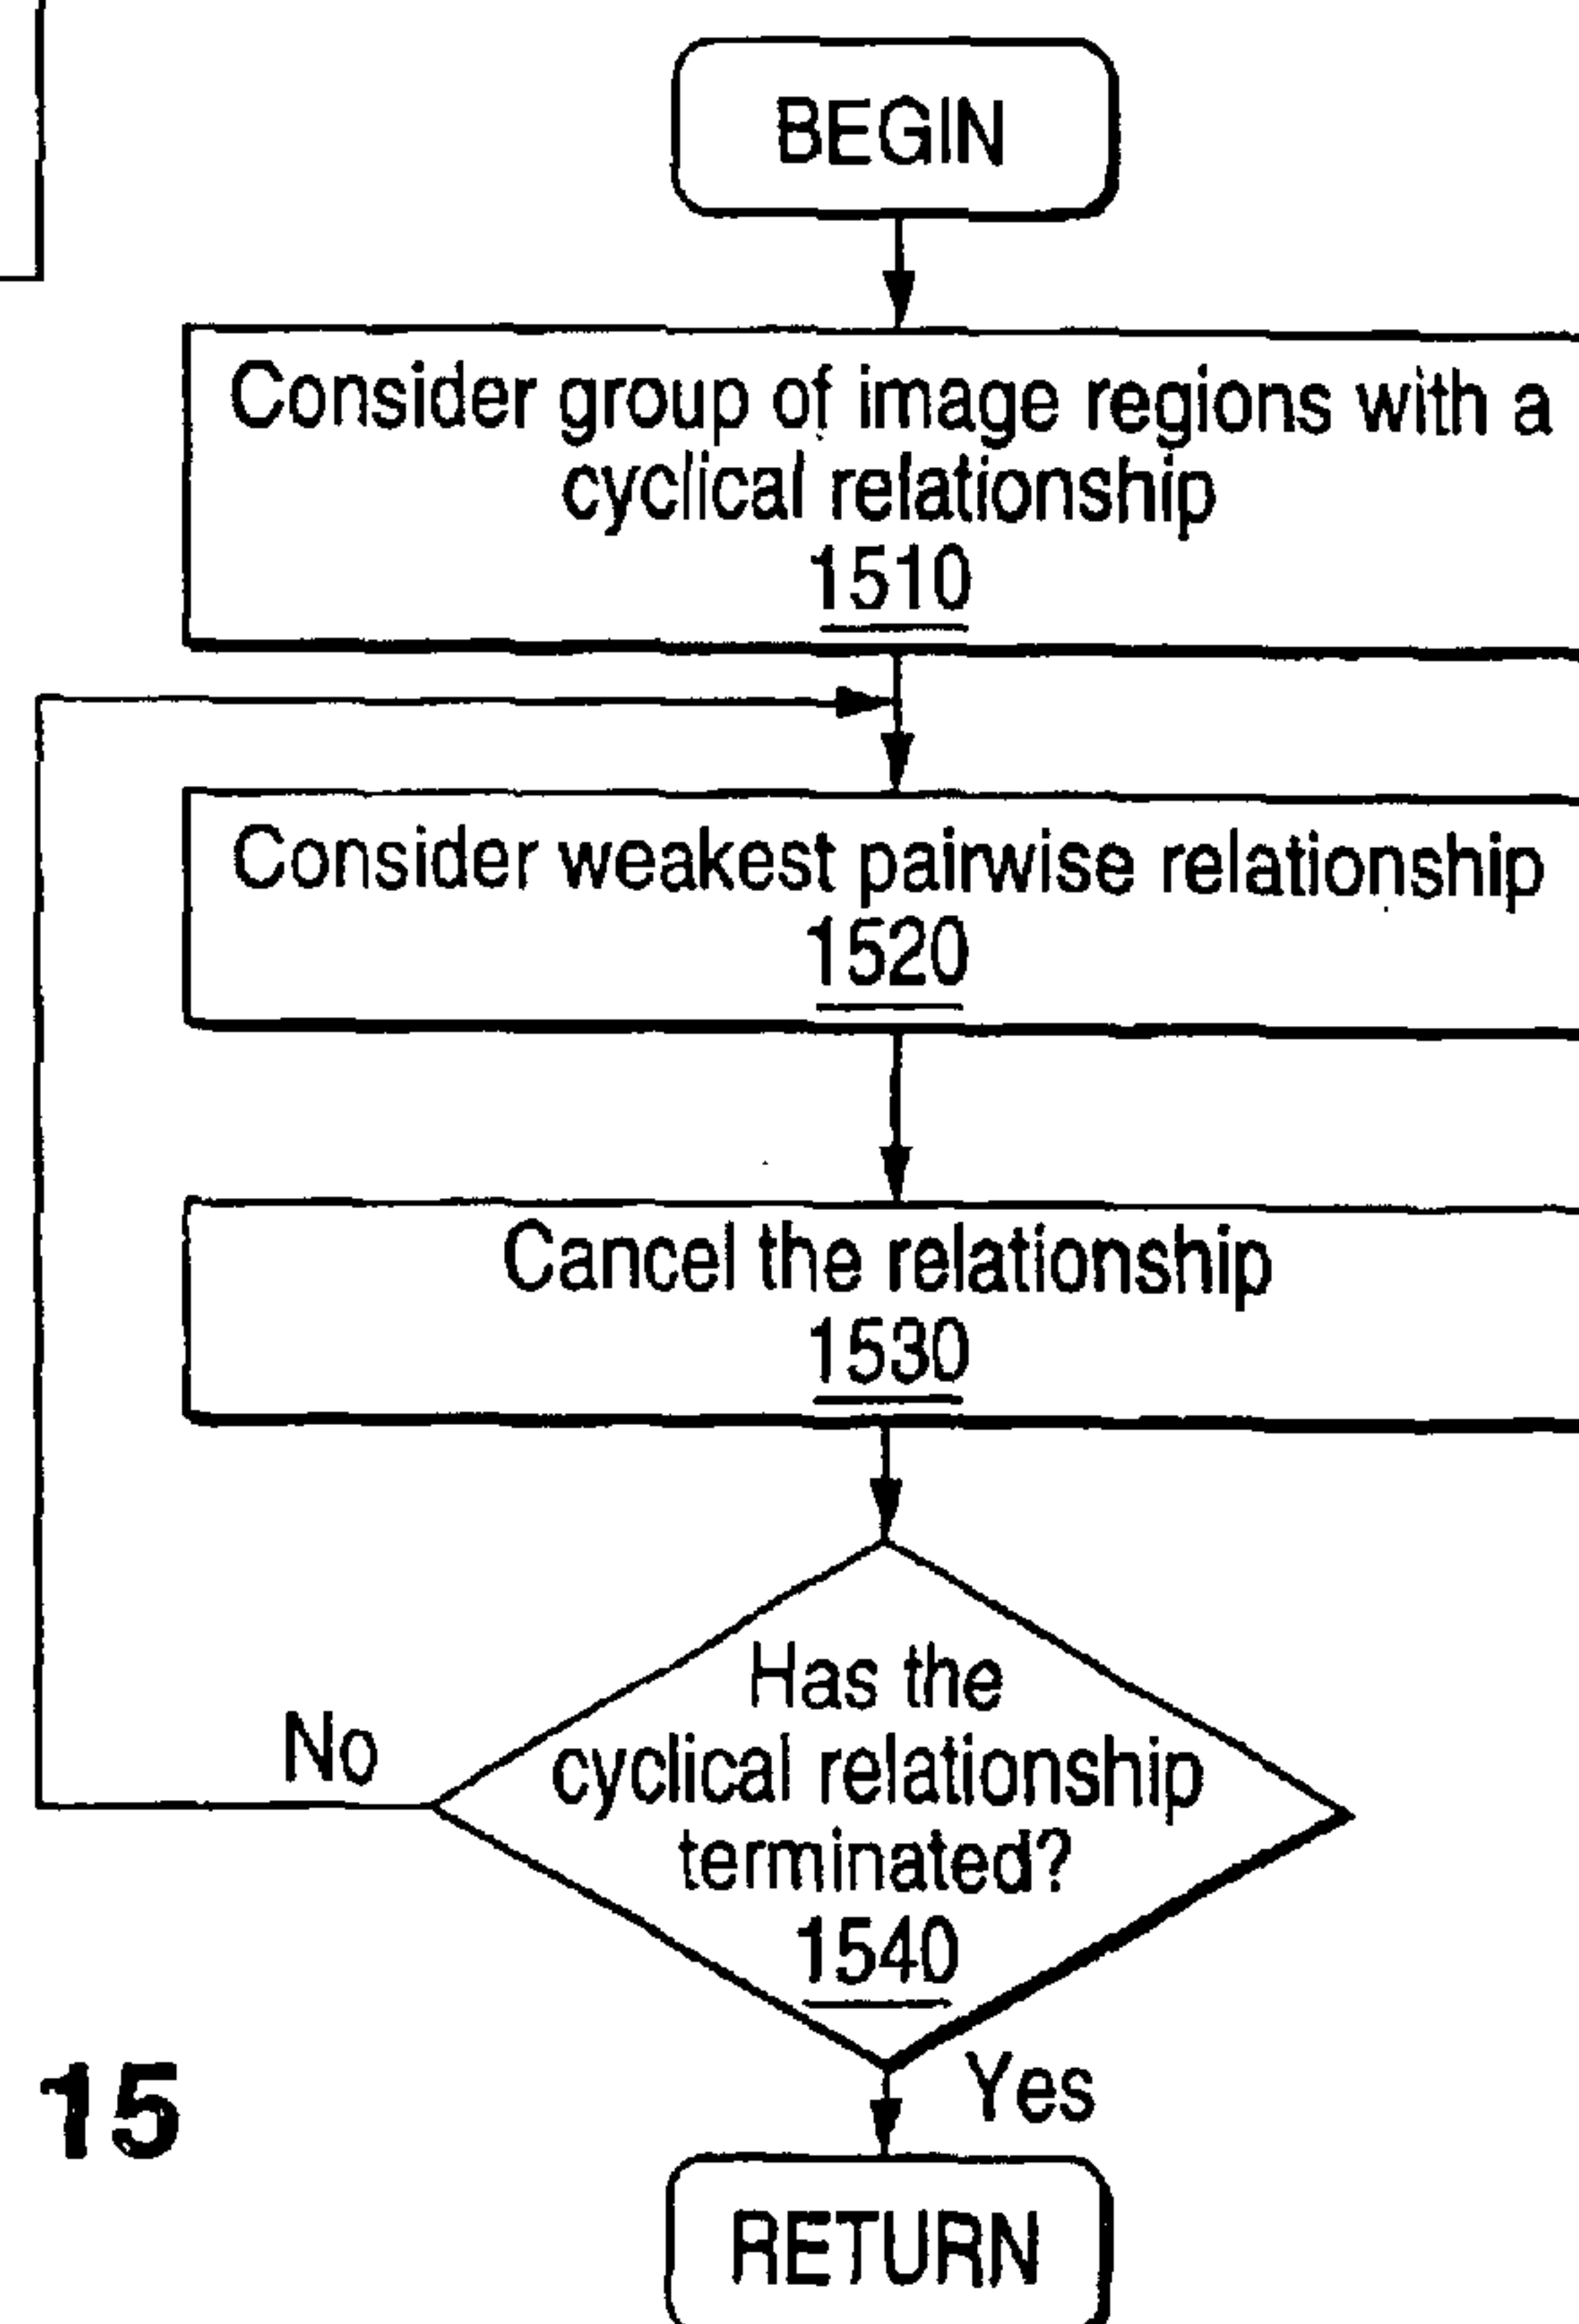 BEGIN
Consider group of image regions with a
cyclical relationship
1510
Consider weakest pairwise relationship
1520
Cancel the relationship
1530
Has the
cyclical relationship
terminated?
1540
No
Yes
15
RETURN